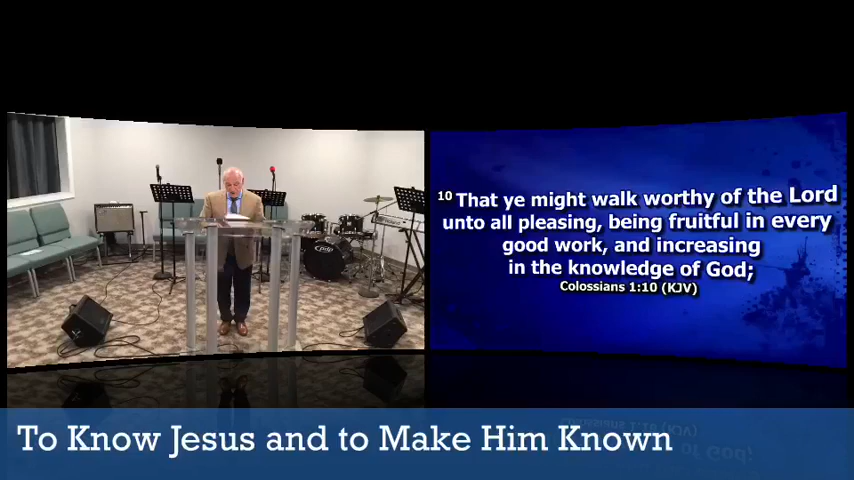 10 That ye might walk worthy of the Lord
unto all pleasing, being fruitful in every
good work, and increasing
in the knowledge of God;
Colossians 1:10 (KJV)
pdp
To Know Jesus and to Make Him Known